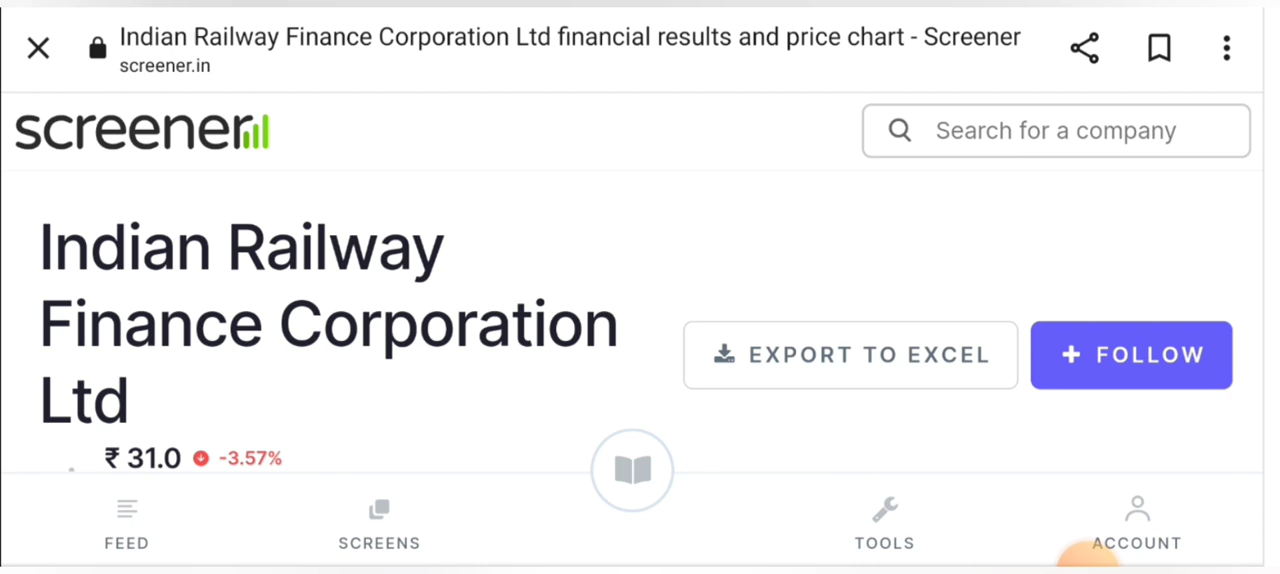 Indian Railway Finance Corporation Ltd financial results and price chart - Screener
screener.in
screener
Search for a company
Indian Railway
Finance Corporation
Ltd
EXPORT TO EXCEL
+ FOLLOW
₹ 31.0 -3.57%
FEED
SCREENS
TOOLS
ACCOUNT